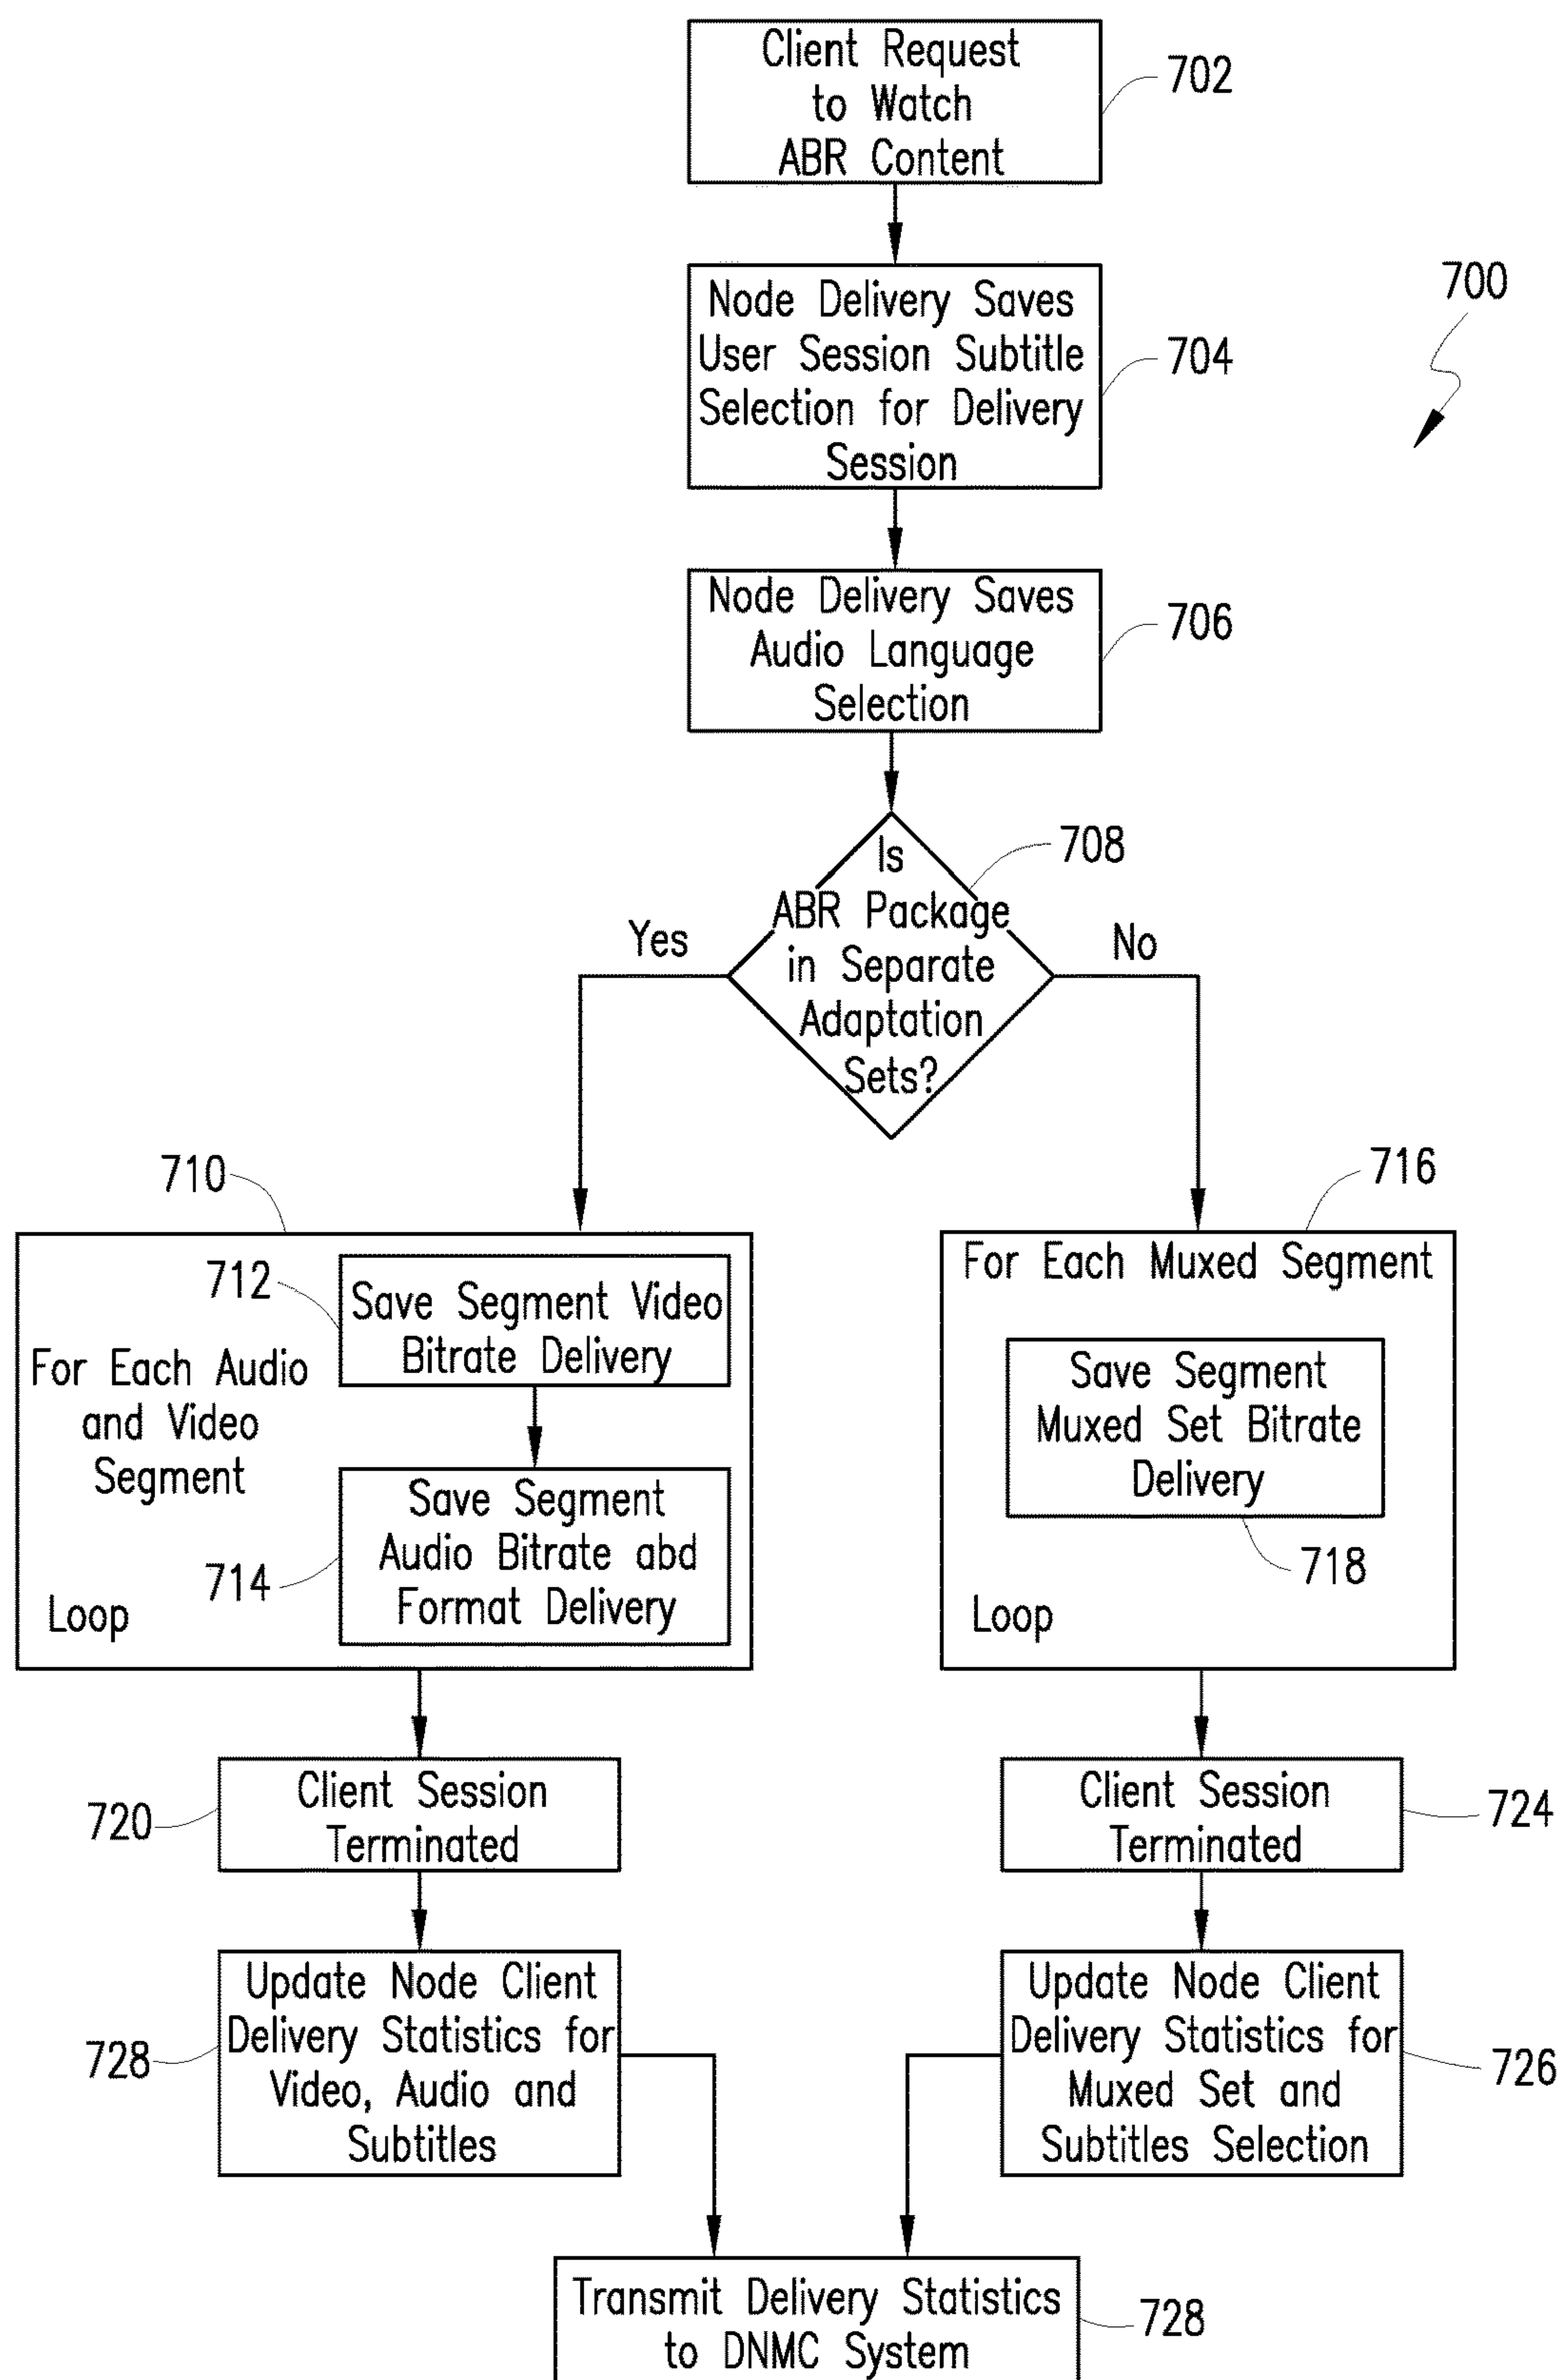 Client Request
to Watch
ABR Content
702
Node Delivery Saves
User Session Subtitle
Selection for Delivery
Session
704
700
Node Delivery Saves
Audio Language
Selection
706
Is
ABR Package
in Separate
Adaptation
Sets?
708
Yes
No
710
712
Save Segment Video
Bitrate Delivery
For Each Audio
and Video
Segment
714
Save Segment
Audio Bitrate abd
Format Delivery
Loop
716
For Each Muxed Segment
Save Segment
Muxed Set Bitrate
Delivery
718
Loop
720
Client Session
Terminated
Client Session
Terminated
724
728
Update Node Client
Delivery Statistics for
Video, Audio and
Subtitles
Update Node Client
Delivery Statistics for
Muxed Set and
Subtitles Selection
726
Transmit Delivery Statistics
to DNMC System
728